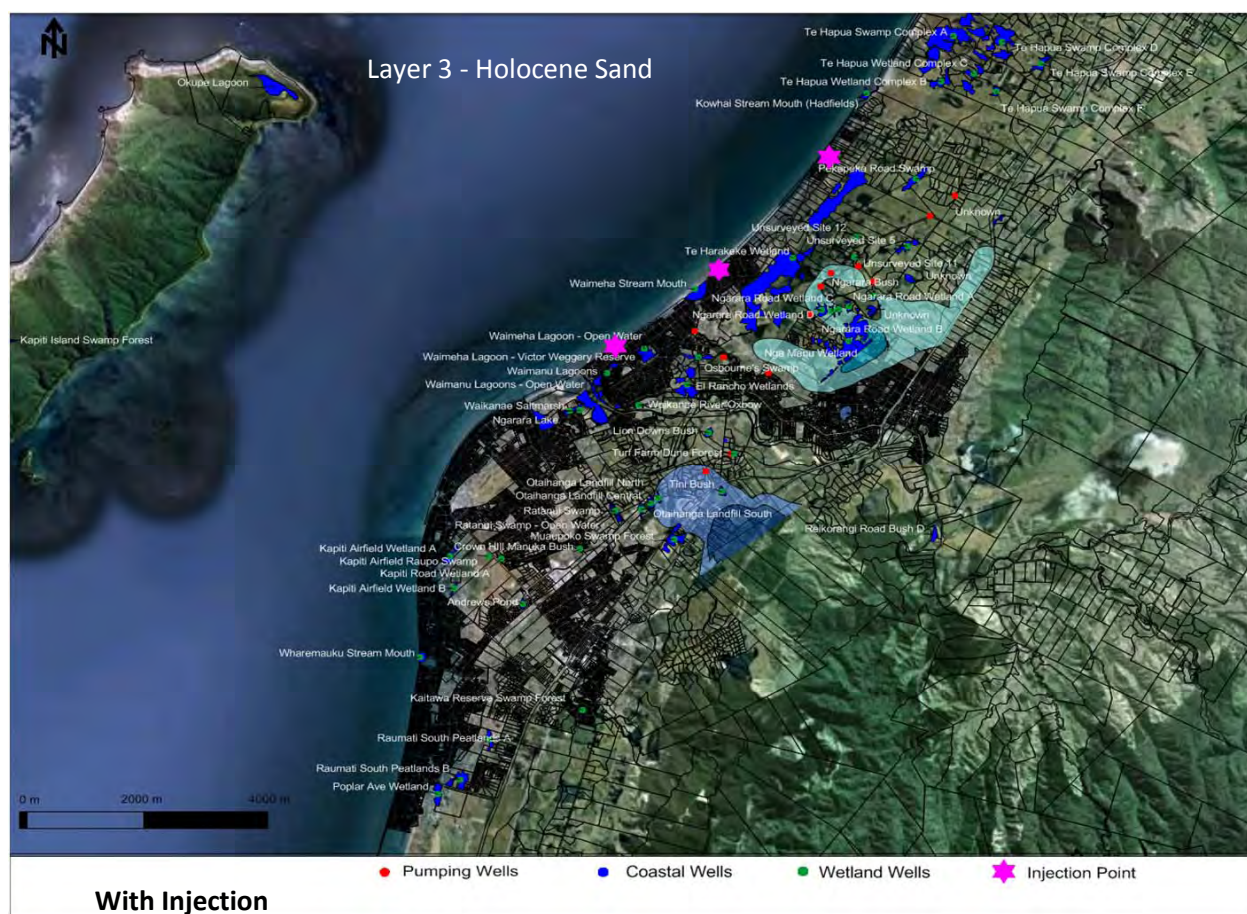 N
Layer 3 - Holocene Sand
Okupe Lagoon
Te Hapua Swamp Complex A
Te Hapua Swamp Complex D
Te Hapua Wetland Complex C
Te Hapua Swamp Complex E
Te Hapua Wetland Complex B
Te Hapua Swamp Complex F
Kowhai Stream Mouth (Hadfields)
Pekapeka Road Swamp
Unknown
Unsurveyed Site 12
Unsurveyed Site 5
Te Harakeke Wetland
Unsurveyed Site 11
Unknown
Ngarara Bush
Waimeha Stream Mouth
Ngarara Road Wetland C
Ngarara Road Wetland A
Ngarara Road Wetland D
Unknown
Ngarara Road Wetland B
Waimeha Lagoon - Open Water
Kapiti Island Swamp Forest
Waimeha Lagoon - Victor Weggery Reserve
Nga Manu Wetland
Osbourne's Swamp
Waimanu Lagoons
Waimanu Lagoons - Open Water
El Rancho Wetlands
Waikanae Saltmarsh
Waikanae River Oxbow
Ngarara Lake
Lion Downs Bush
Turf Farm Dune Forest
Otaihanga Landfill North
Tini Bush
Otaihanga Landfill Central
Ratanui Swamp
Otaihanga Landfill South
Ratanui Swamp - Open Water
Reikorangi Road Bush D
Muaupoko Swamp Forest
Kapiti Airfield Wetland A
Crown Hill Manuka Bush
Kapiti Airfield Raupo Swamp
Kapiti Road Wetland A
Kapiti Airfield Wetland B
Andrews Pond
Wharemauku Stream Mouth
Kaitawa Reserve Swamp Forest
Raumati South Peatlands A
Raumati South Peatlands B
Poplar Ave Wetland
0 m 2000 m 4000 m
Pumping Wells Coastal Wells Wetland Wells Injection Point
With Injection